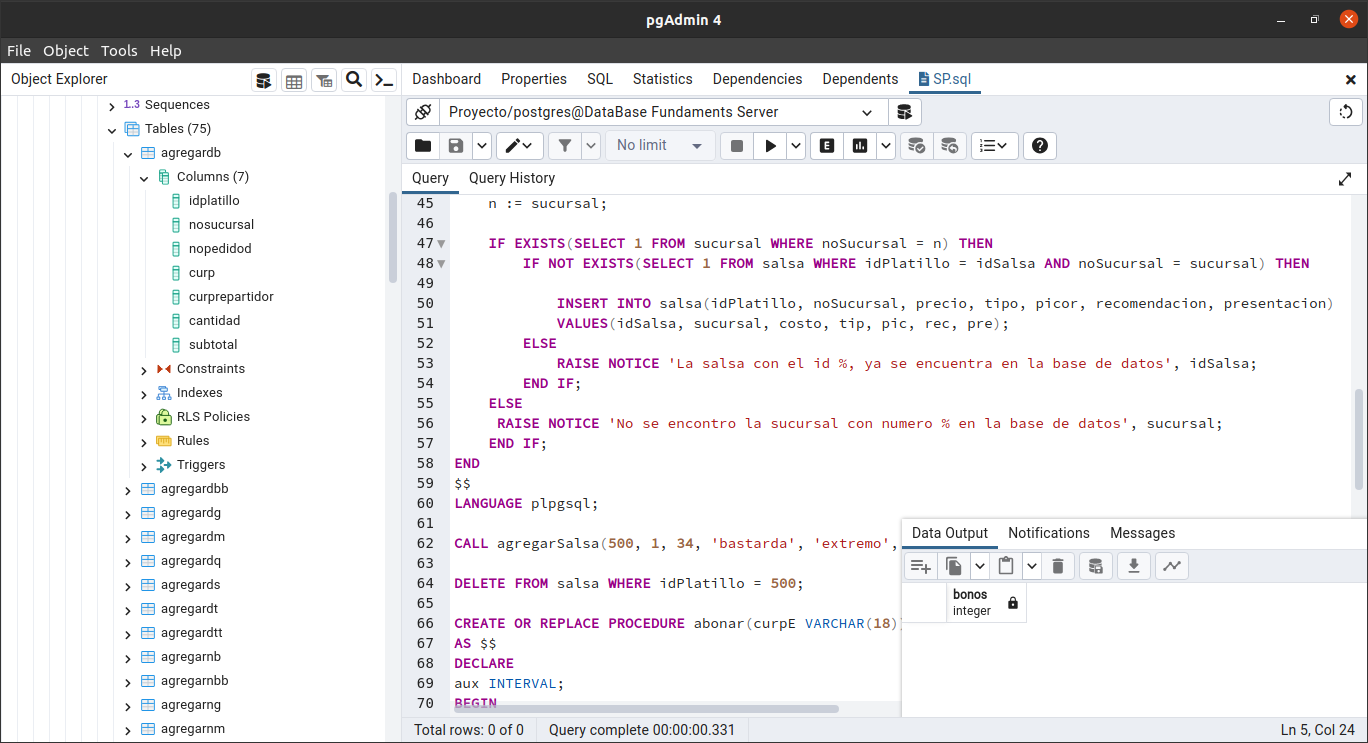 pgAdmin 4
File Object Tools Help
Object Explorer
Dashboard Properties SQL Statistics Dependencies Dependents SP.sql
1.3 Sequences
Tables (75)
agregardb
Columns (7)
idplatillo
nosucursal
nopedidod
curp
curprepartidor
cantidad
subtotal
Constraints
Indexes
RLS Policies
Rules
Triggers
agregardbb
agregardg
agregardm
agregardq
agregards
agregardt
agregardtt
agregarnb
agregarnbb
agregarng
agregarnm
Proyecto/postgres@DataBase Fundaments Server
No limit
E
Query Query History
45 n := sucursal;
46
47 IF EXISTS(SELECT 1 FROM sucursal WHERE noSucursal = n) THEN
48 IF NOT EXISTS(SELECT 1 FROM salsa WHERE idPlatillo = idSalsa AND noSucursal = sucursal) THEN
49
50 INSERT INTO salsa(idPlatillo, noSucursal, precio, tipo, picor, recomendacion, presentacion)
51 VALUES(idSalsa, sucursal, costo, tip, pic, rec, pre);
52 ELSE
53 RAISE NOTICE 'La salsa con el id %, ya se encuentra en la base de datos', idSalsa;
54 END IF;
55 ELSE
56 RAISE NOTICE 'No se encontro la sucursal con numero % en la base de datos', sucursal;
57 END IF;
58 END
59 $$
60 LANGUAGE plpgsql;
61
62 CALL agregarSalsa(500, 1, 34, 'bastarda', 'extremo',
63
64 DELETE FROM salsa WHERE idPlatillo = 500;
65
66 CREATE OR REPLACE PROCEDURE abonar(curpE VARCHAR(18)
67 AS $$
68 DECLARE
69 aux INTERVAL;
70 BEGIN
Data Output Notifications Messages
bonos
integer
Total rows: 0 of 0 Query complete 00:00:00.331 Ln 5, Col 24